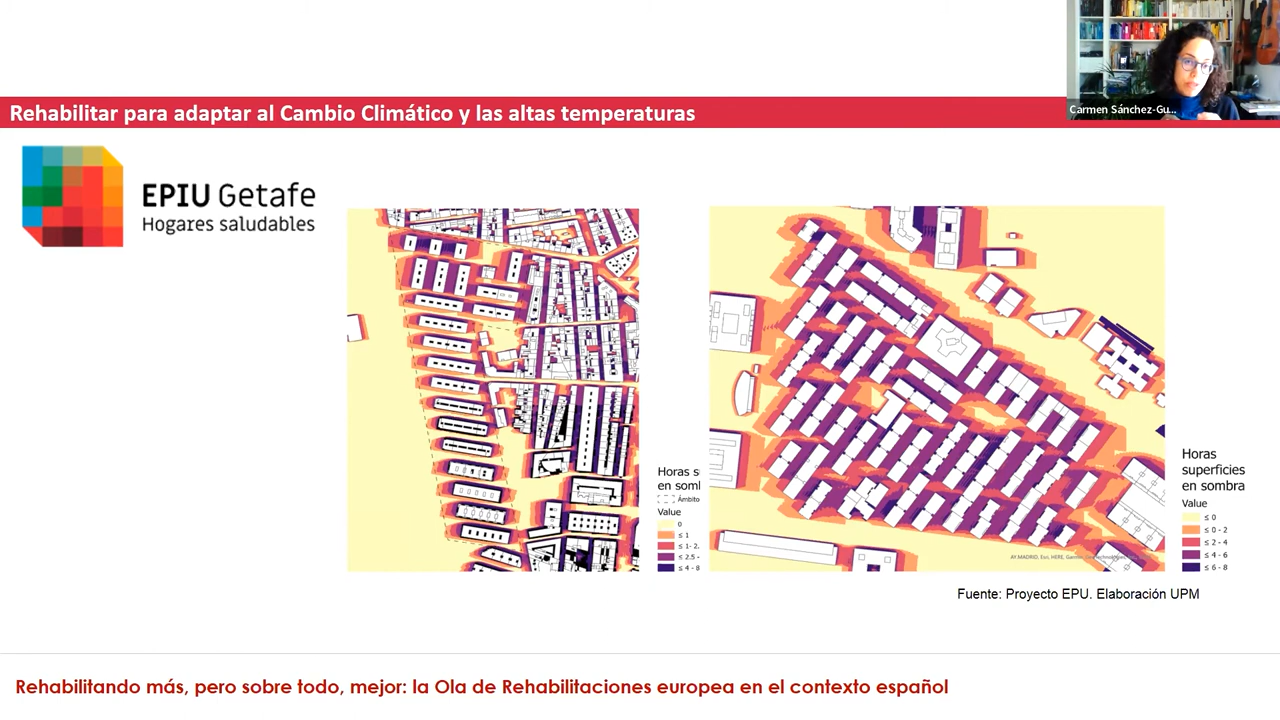 Carmen Sánchez-Gu...
Rehabilitar para adaptar al Cambio Climático y las altas temperaturas
EPIU Getafe
Hogares saludables
Horas s
en soml
Ámbito
Value
0
≤ 1
≤ 1- 2.
≤ 2.5 -
≤ 4 - 8
Horas
superficies
en sombra
Value
≤ 0
≤ 0 - 2
≤ 2 - 4
≤ 4 - 6
≤ 6 - 8
Fuente: Proyecto EPU. Elaboración UPM
Rehabilitando más, pero sobre todo, mejor: la Ola de Rehabilitaciones europea en el contexto español